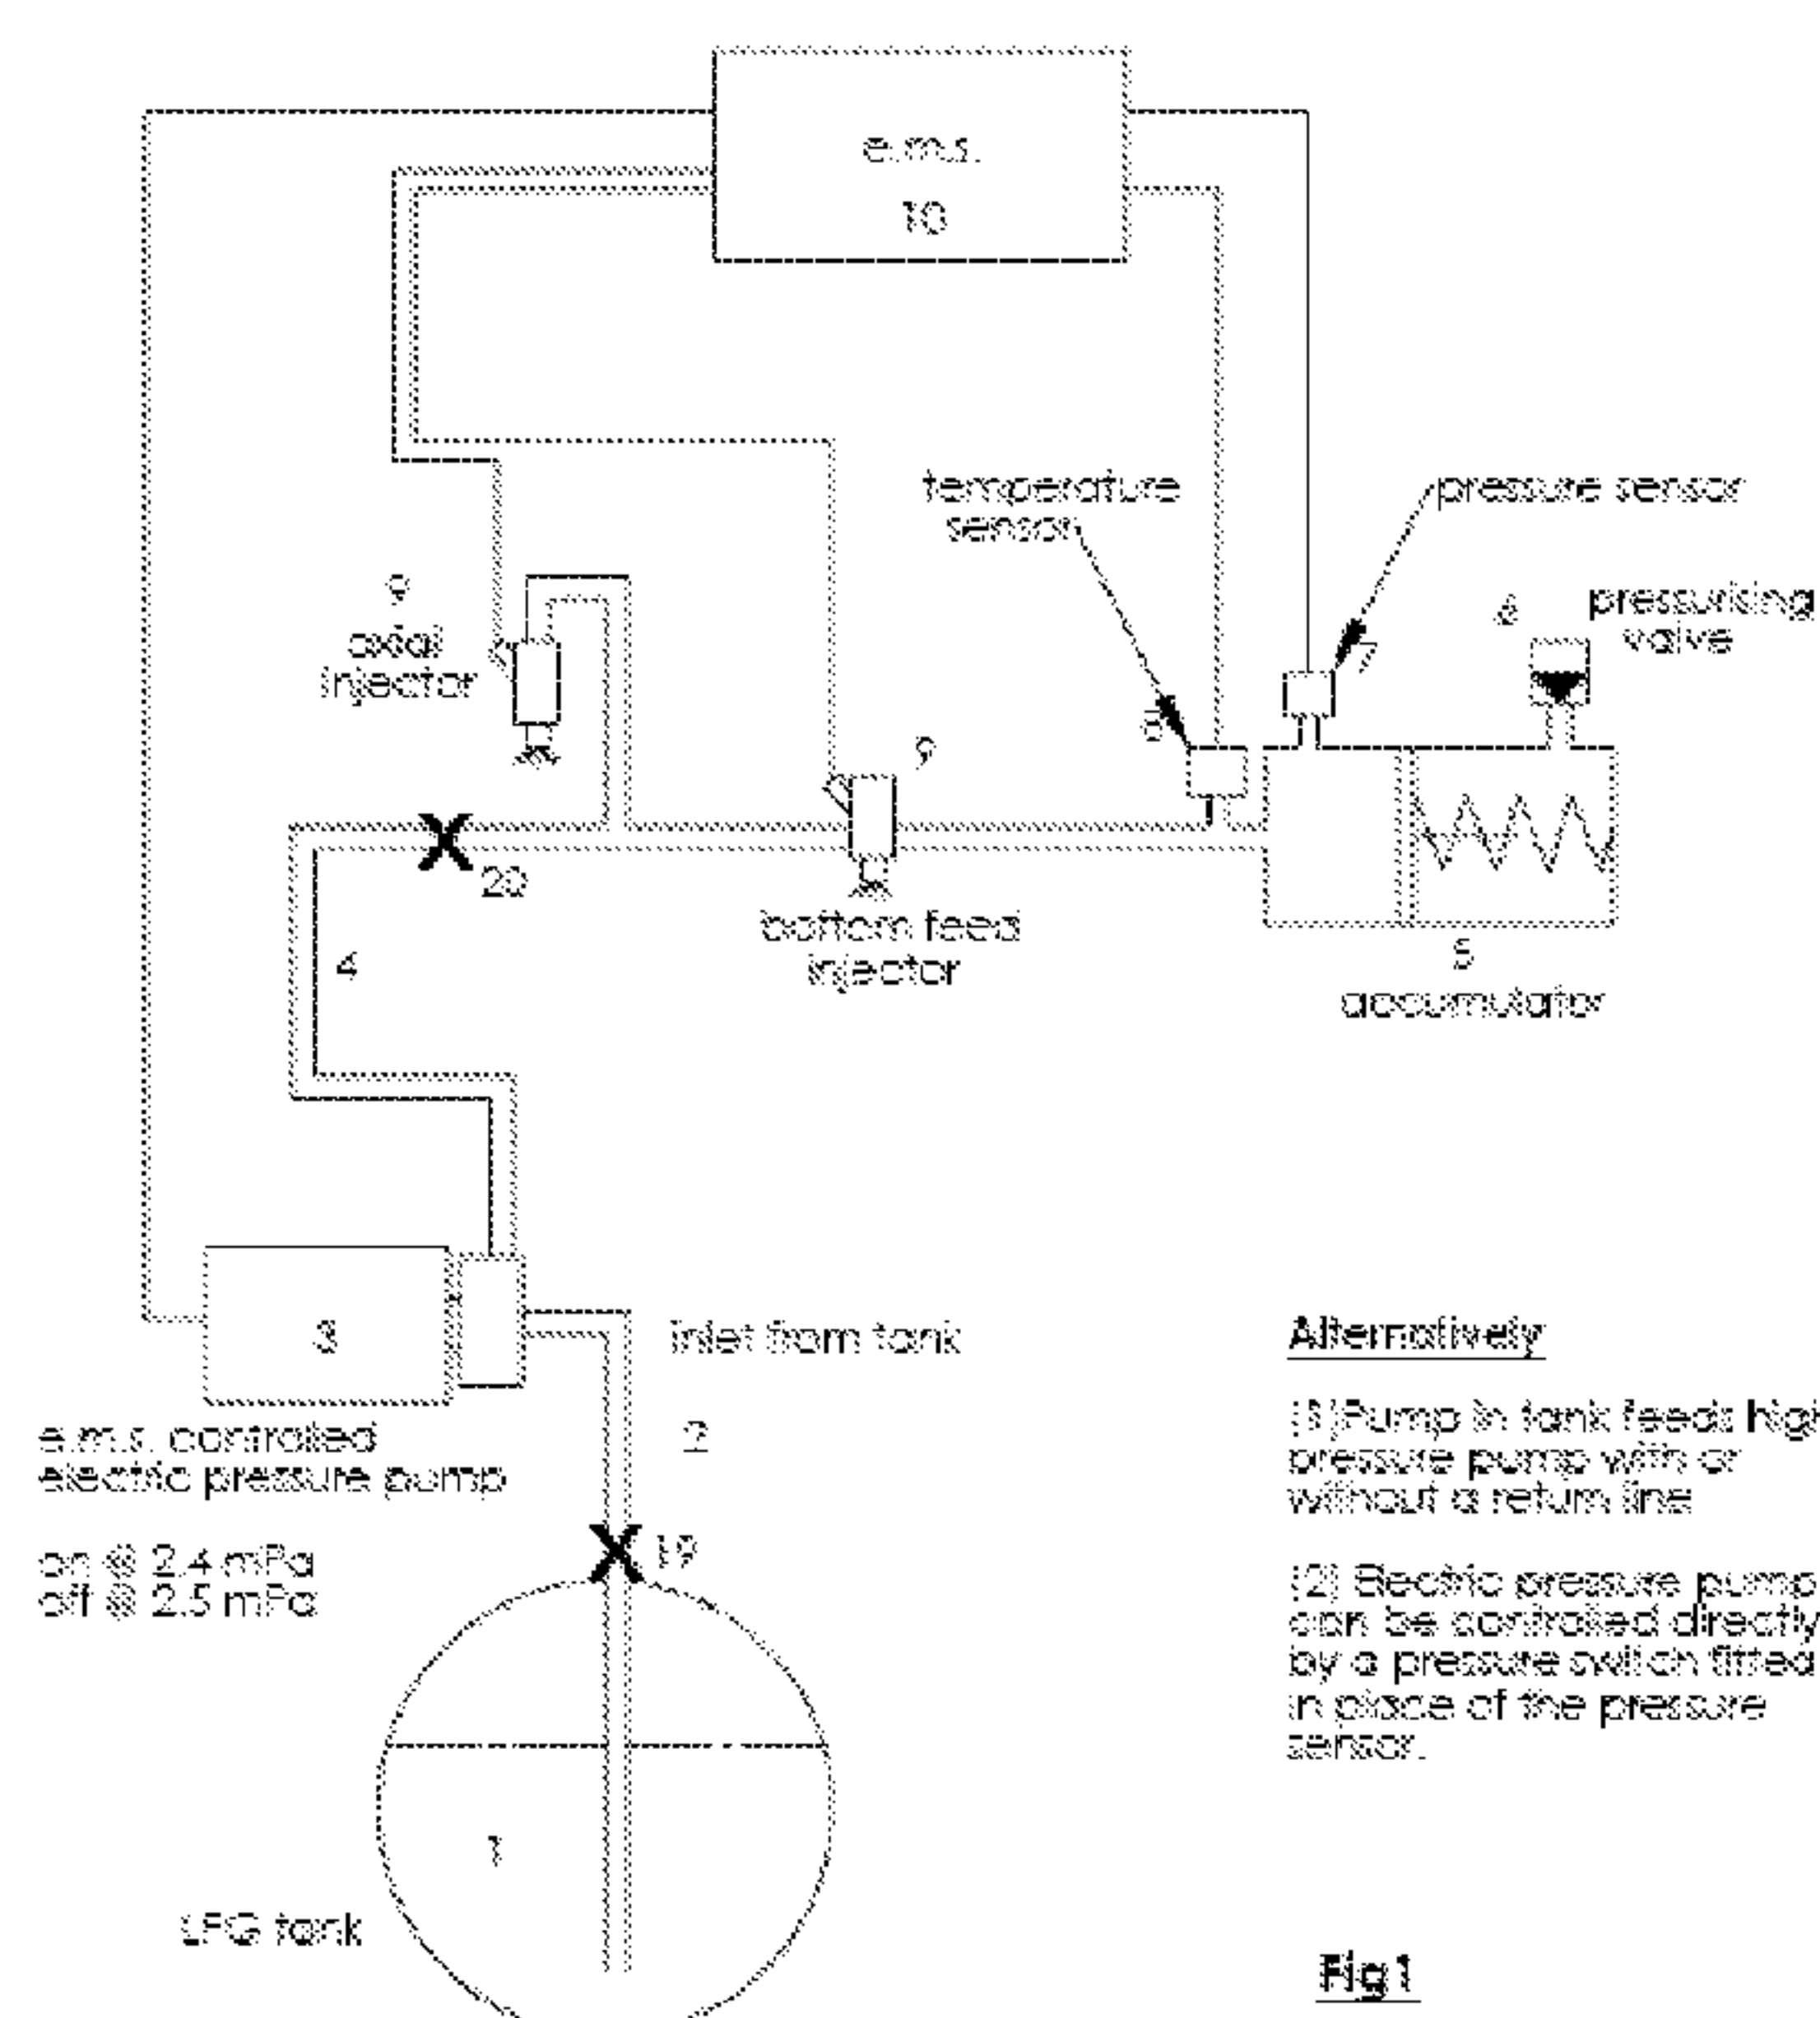 e.m.s.
10
temperature
sensor
pressure sensor
9
axial
injector
6
pressurising
valve
7
8
9
20
bottom feed
injector
4
5
accumulator
3
inlet from tank
2
e.m.s. controlled
electric pressure pump
on @ 2.4 mPa
off @ 2.5 mPa
19
1
LPG tank
Alternatively
(1) Pump in tank feeds hig
pressure pump with or
without a return line
(2) Electric pressure pump
can be controlled directly
by a pressure switch fitted
in place of the pressure
sensor.
Fig1